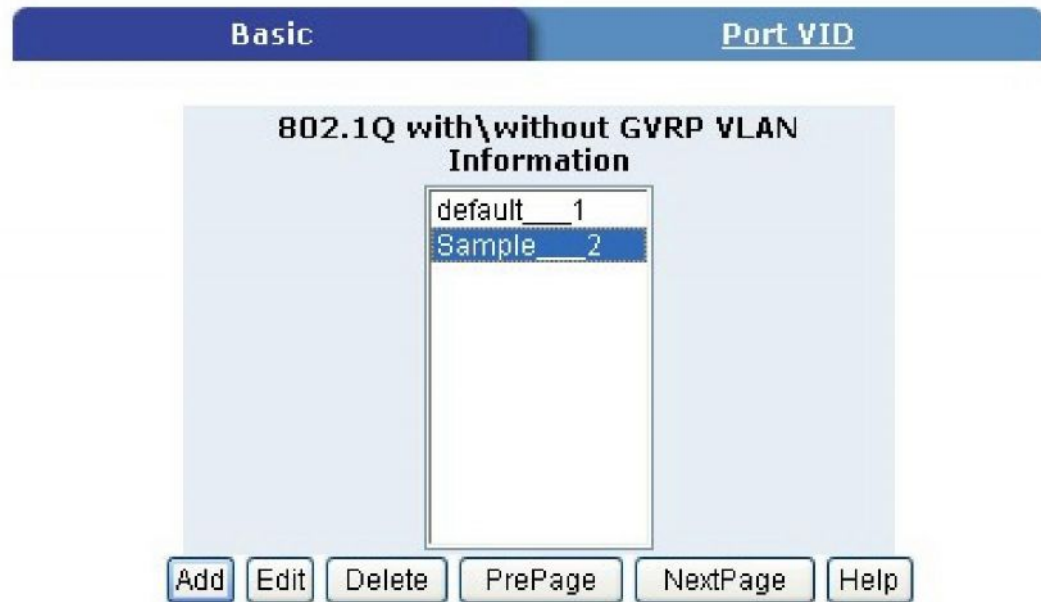 Basic
Port VID
802.1Q with\without GVRP VLAN
Information
default___1
Sample___2
Add Edit Delete PrePage NextPage Help